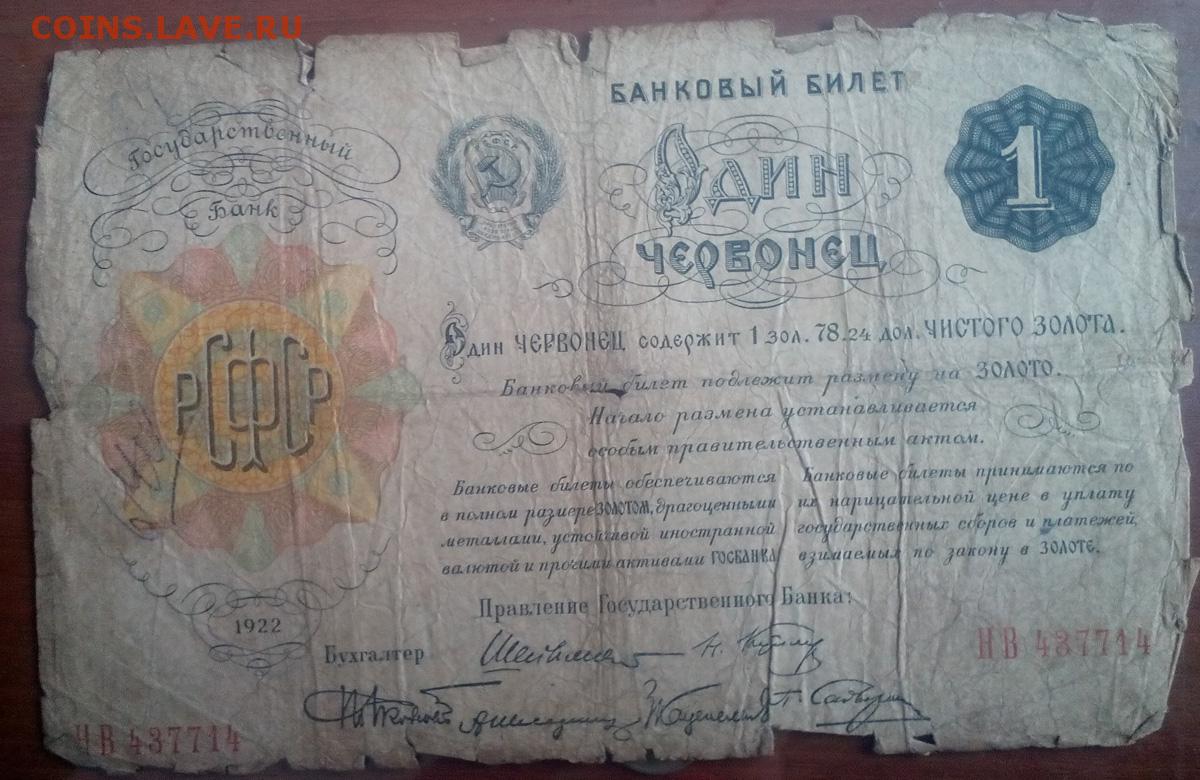 COINS.LAVE.RU
Государственный
Банк
РСФСР
1922
БАНКОВЫЙ БИЛЕТ
РСФСР
Один
ЧЕРВОНЕЦ
1
Один ЧЕРВОНЕЦ содержит 1 зол. 78.24 дол. ЧИСТОГО ЗОЛОТА.
Банковый билет подлежит размену на ЗОЛОТО.
Начало размена устанавливается
особым правительственным актом.
Банковые билеты обеспечиваются
в полном размере ЗОЛОТОМ, драгоценными
металлами, устойчивой иностранной
валютой и прочими активами ГОСБАНКА
Банковые билеты принимаются по
их нарицательной цене в уплату
государственных сборов и платежей,
взимаемых по закону в ЗОЛОТЕ.
Правление Государственного Банка:
Бухгалтер
НВ 437714
НВ 437714